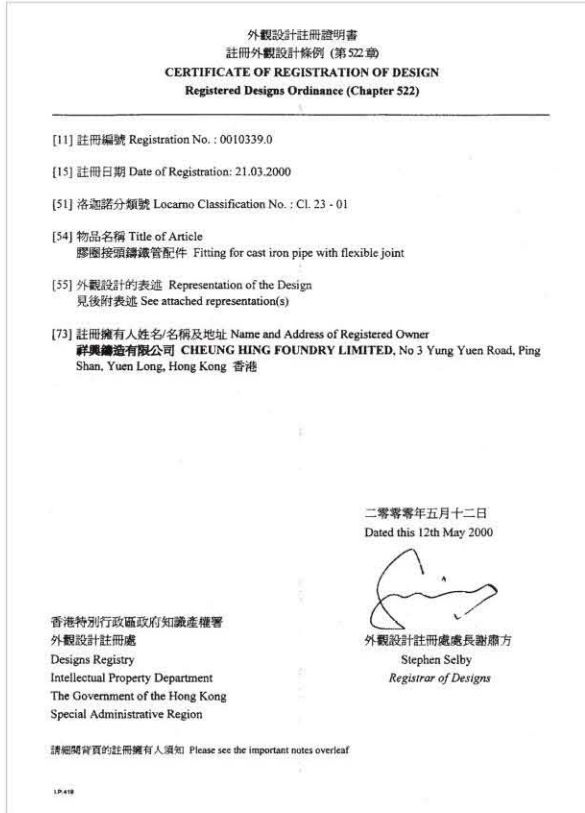 外觀設計註冊證明書
註冊外觀設計條例 (第522章)
CERTIFICATE OF REGISTRATION OF DESIGN
Registered Designs Ordinance (Chapter 522)
[11] 註冊編號 Registration No. : 0010339.0
[15] 註冊日期 Date of Registration: 21.03.2000
[51] 洛迦諾分類號 Locarno Classification No. : Cl. 23 - 01
[54] 物品名稱 Title of Article
膠圈接頭鑄鐵管配件 Fitting for cast iron pipe with flexible joint
[55] 外觀設計的表述 Representation of the Design
見後附表述 See attached representation(s)
[73] 註冊擁有人姓名/名稱及地址 Name and Address of Registered Owner
祥興鑄造有限公司 CHEUNG HING FOUNDRY LIMITED, No 3 Yung Yuen Road, Ping
Shan, Yuen Long, Hong Kong 香港
二零零零年五月十二日
Dated this 12th May 2000
香港特別行政區政府知識產權署
外觀設計註冊處
外觀設計註冊處處長謝肅方
Designs Registry
Stephen Selby
Intellectual Property Department
Registrar of Designs
The Government of the Hong Kong
Special Administrative Region
請細閱背頁的註冊擁有人須知 Please see the important notes overleaf
I.P.419